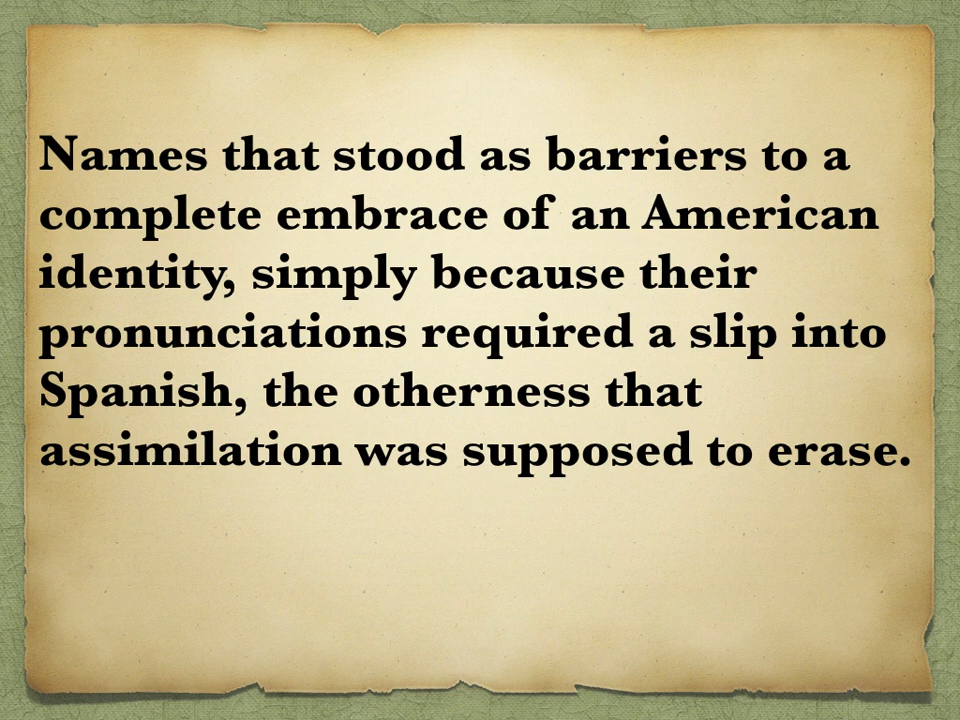 Names that stood as barriers to a
complete embrace of an American
identity, simply because their
pronunciations required a slip into
Spanish, the otherness that
assimilation was supposed to erase.